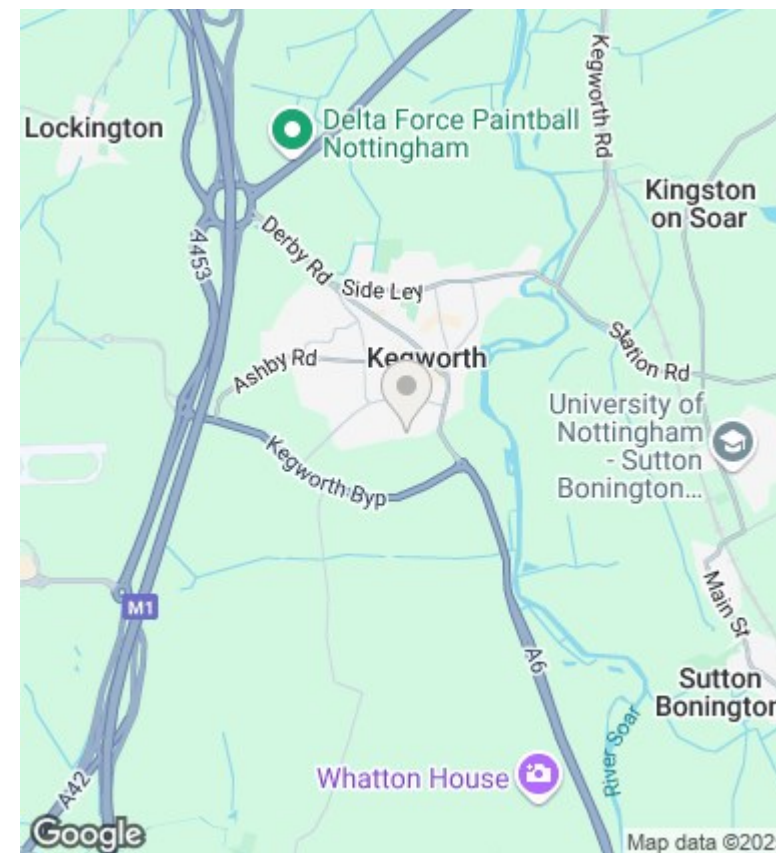 Kegworth Rd
Delta Force Paintball
Nottingham
Lockington
Kingston
on Soar
A453
Derby Rd
Side Ley
Station Rd
Kegworth
Ashby Rd
University of
Nottingham
- Sutton
Bonington...
Kegworth Byp
Main St
M1
A6
Sutton
Bonington
River Soar
Whatton House
A42
Google
Map data ©202